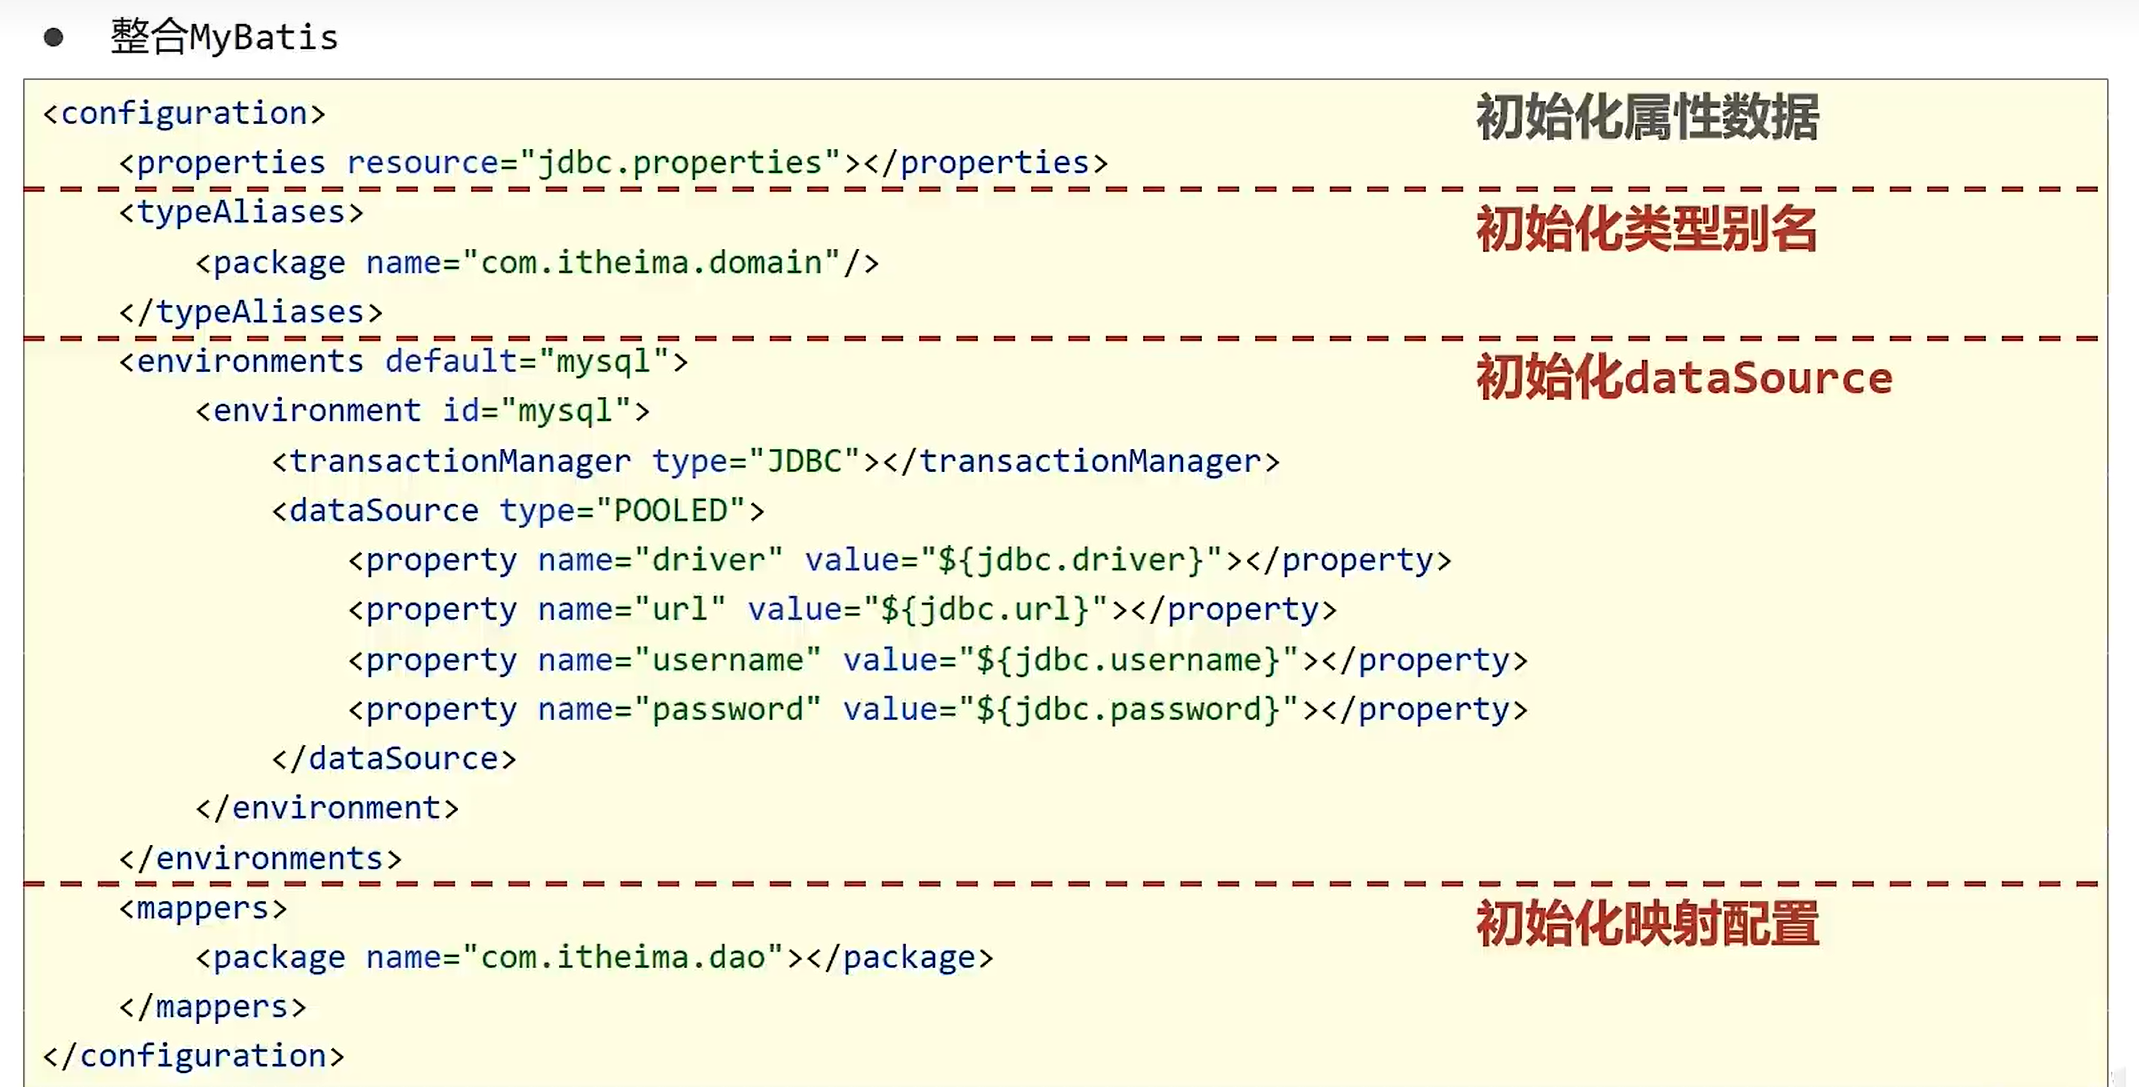 ● 整合MyBatis
<configuration> 初始化属性数据
<properties resource="jdbc.properties"></properties>
<typeAliases> 初始化类型别名
<package name="com.itheima.domain"/>
</typeAliases>
<environments default="mysql"> 初始化dataSource
<environment id="mysql">
<transactionManager type="JDBC"></transactionManager>
<dataSource type="POOLED">
<property name="driver" value="${jdbc.driver}"></property>
<property name="url" value="${jdbc.url}"></property>
<property name="username" value="${jdbc.username}"></property>
<property name="password" value="${jdbc.password}"></property>
</dataSource>
</environment>
</environments>
<mappers> 初始化映射配置
<package name="com.itheima.dao"></package>
</mappers>
</configuration>